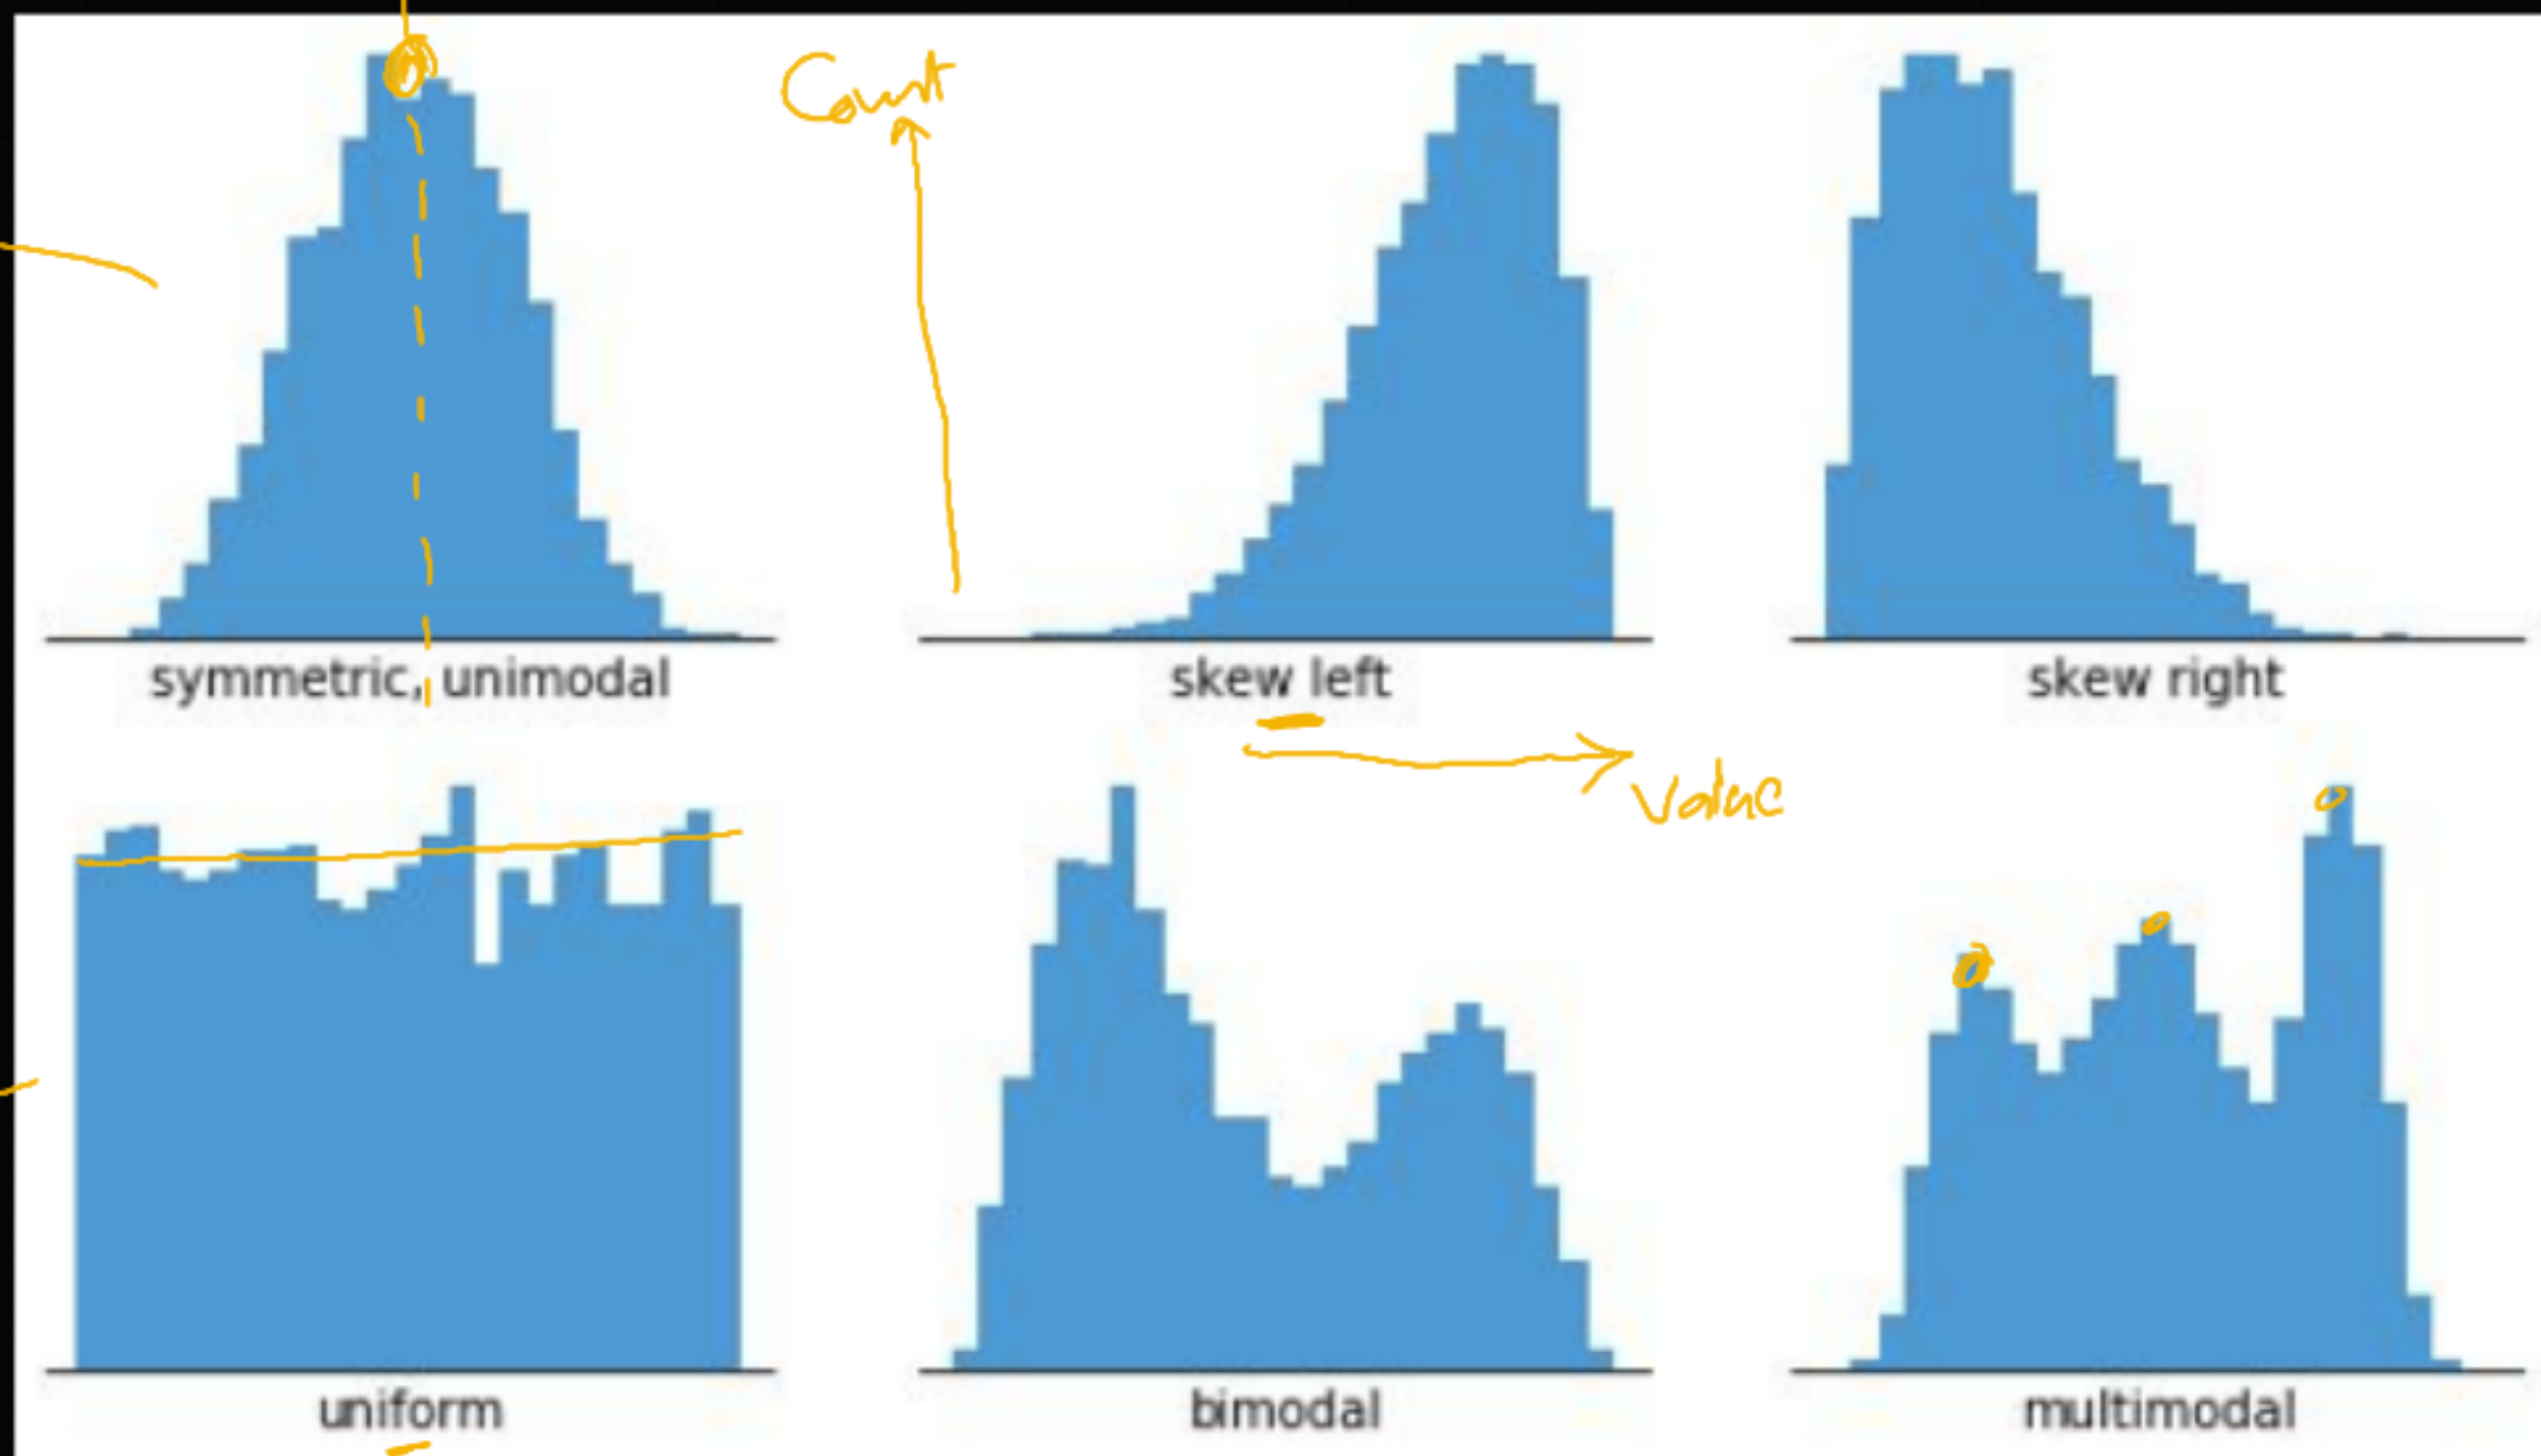 Count
symmetric, unimodal
skew left
skew right
Value
uniform
bimodal
multimodal